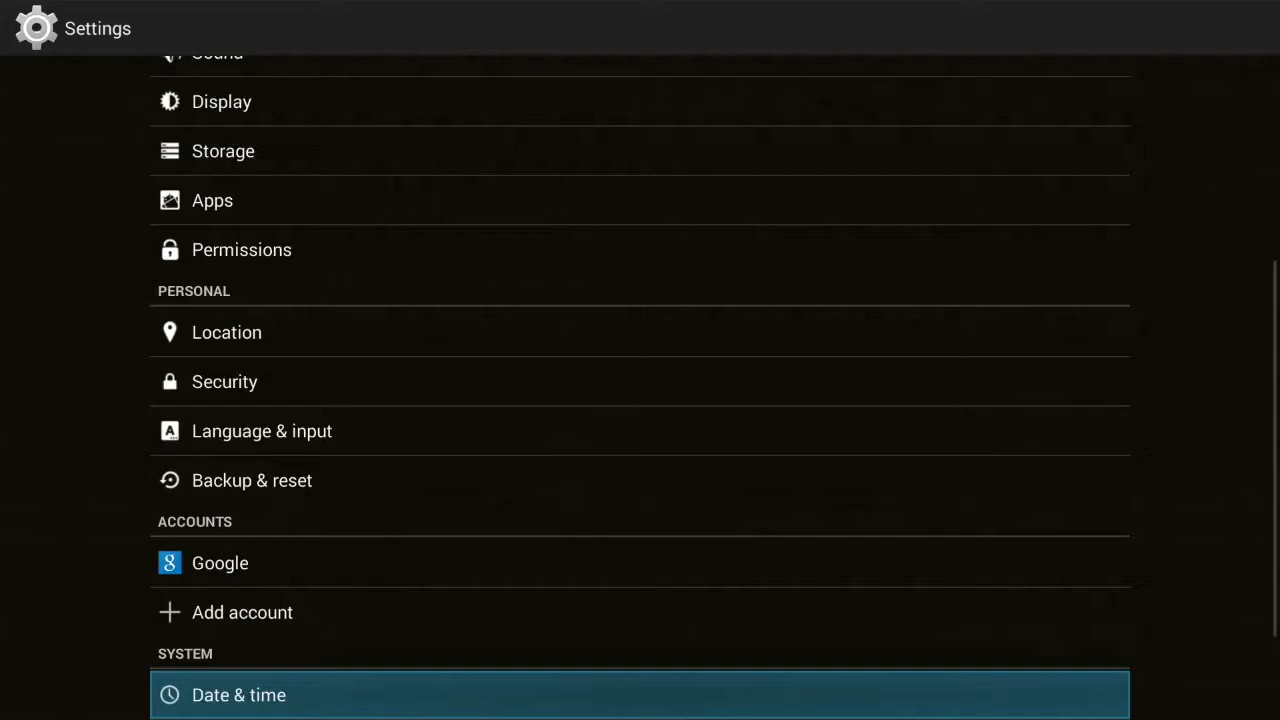 Settings
Sound
Display
Storage
Apps
Permissions
PERSONAL
Location
Security
Language & input
Backup & reset
ACCOUNTS
Google
Add account
SYSTEM
Date & time